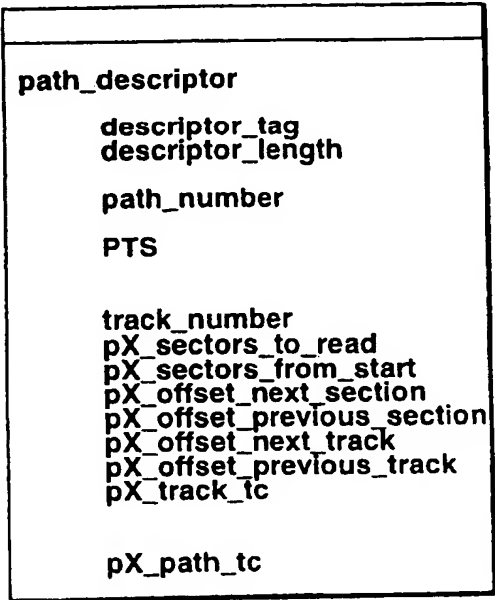 path_descriptor
descriptor_tag
descriptor_length
path_number
PTS
track_number
pX_sectors_to_read
pX_sectors_from_start
pX_offset_next_section
pX_offset_previous_section
pX_offset_next_track
pX_offset_previous_track
pX_track_tc
pX_path_tc